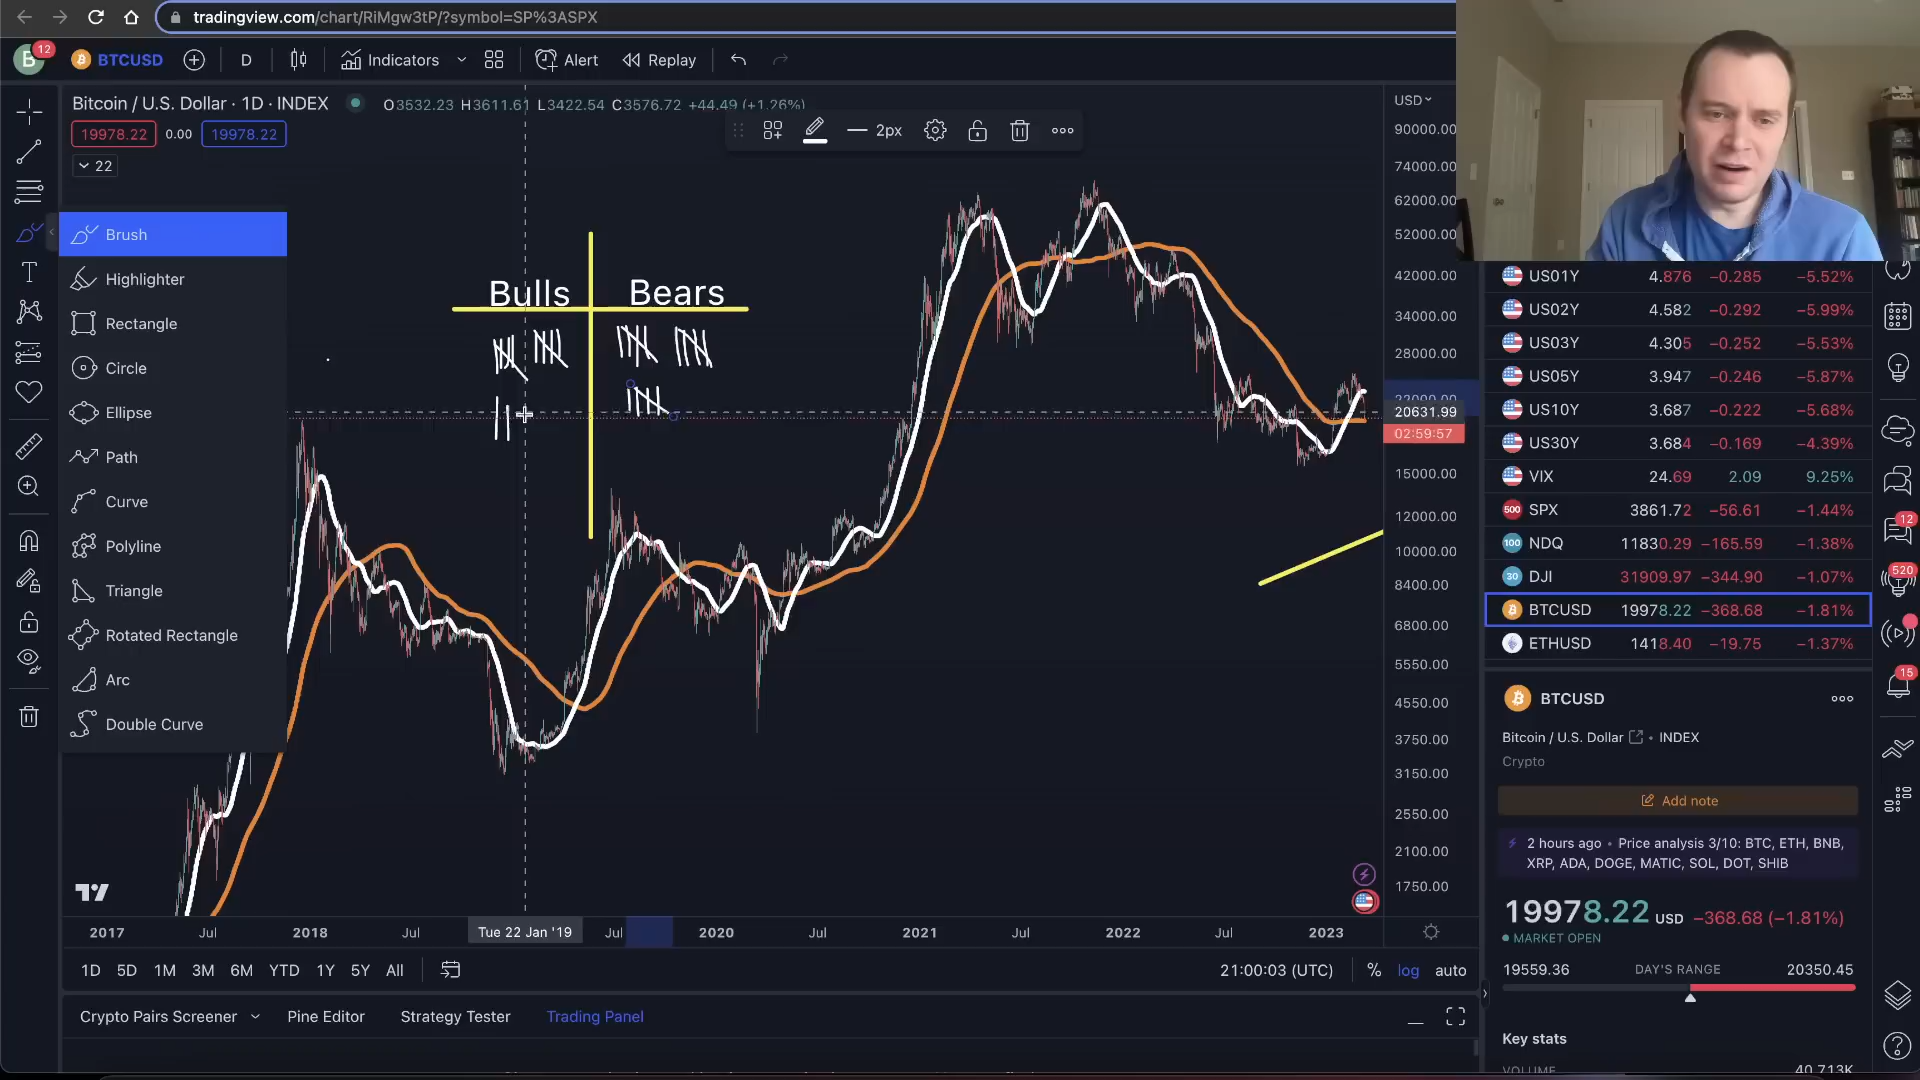 tradingview.com/chart/RiMgw3tP/?symbol=SP%3ASPX
B 12 BTCUSD D Indicators Alert Replay
Bitcoin / U.S. Dollar · 1D · INDEX O3532.23 H3611.61 L3422.54 C3576.72 +44.49 (+1.26%)
19978.22 0.00 19978.22
22
2px
Brush
Highlighter
Rectangle
Circle
Ellipse
Path
Curve
Polyline
Triangle
Rotated Rectangle
Arc
Double Curve
Bulls Bears
USD
90000.00
74000.00
62000.00
52000.00
42000.00
34000.00
28000.00
20631.99
02:59:57
15000.00
12000.00
10000.00
8400.00
6800.00
5550.00
4550.00
3750.00
3150.00
2550.00
2100.00
1750.00
2017 Jul 2018 Jul Tue 22 Jan '19 Jul 2020 Jul 2021 Jul 2022 Jul 2023
1D 5D 1M 3M 6M YTD 1Y 5Y All 21:00:03 (UTC) % log auto
Crypto Pairs Screener Pine Editor Strategy Tester Trading Panel
US01Y 4.876 −0.285 −5.52%
US02Y 4.582 −0.292 −5.99%
US03Y 4.305 −0.252 −5.53%
US05Y 3.947 −0.246 −5.87%
US10Y 3.687 −0.222 −5.68%
US30Y 3.684 −0.169 −4.39%
VIX 24.69 2.09 9.25%
500 SPX 3861.72 −56.61 −1.44%
100 NDQ 11830.29 −165.59 −1.38%
30 DJI 31909.97 −344.90 −1.07%
BTCUSD 19978.22 −368.68 −1.81%
ETHUSD 1418.40 −19.75 −1.37%
BTCUSD
Bitcoin / U.S. Dollar • INDEX
Crypto
Add note
2 hours ago • Price analysis 3/10: BTC, ETH, BNB,
XRP, ADA, DOGE, MATIC, SOL, DOT, SHIB
19978.22 USD −368.68 (−1.81%)
MARKET OPEN
19559.36 DAY'S RANGE 20350.45
Key stats
VOLUME 40.713K
12
520
15